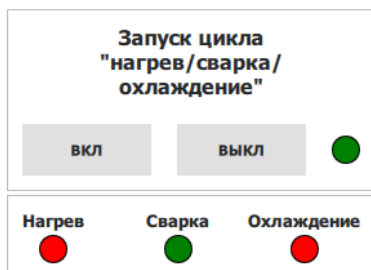 Запуск цикла
"нагрев/сварка/
охлаждение"
вкл выкл
Нагрев Сварка Охлаждение